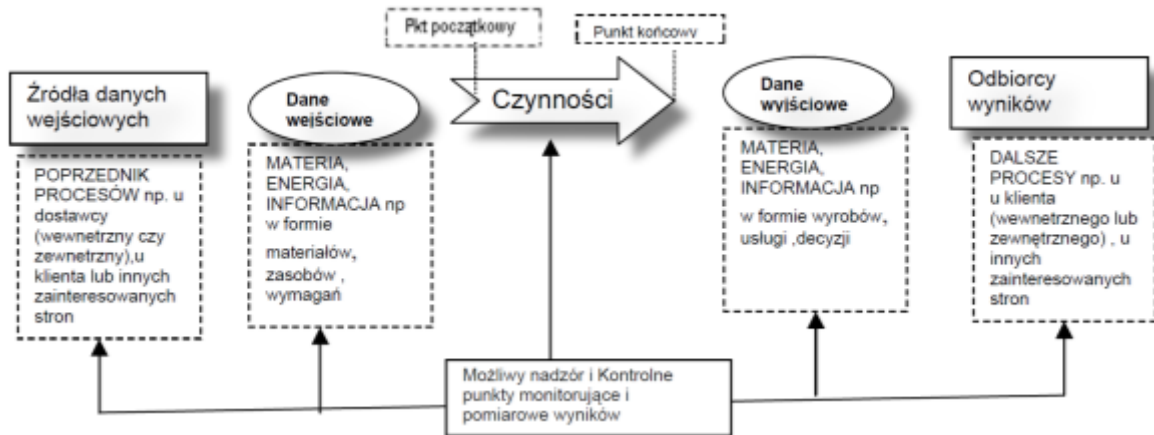 Pkt początkowy
Punkt końcowy
Źródła danych
wejściowych
Dane
wejściowe
Czynności
Dane
wyjściowe
Odbiorcy
wyników
POPRZEDNIK
PROCESÓW np. u
dostawcy
(wewnetrzny czy
zewnetrzny),u
klienta lub innych
zainteresowanych
stron
MATERIA,
ENERGIA,
INFORMACJA np
w formie
materiałów,
zasobów ,
wymagań
MATERIA,
ENERGIA,
INFORMACJA np
w formie wyrobów,
usługi ,decyzji
DALSZE
PROCESY np. u
u klienta
(wewnetrznego lub
zewnętrznego) , u
innych
zainteresowanych
stron
Możliwy nadzór i Kontrolne
punkty monitorujące i
pomiarowe wyników